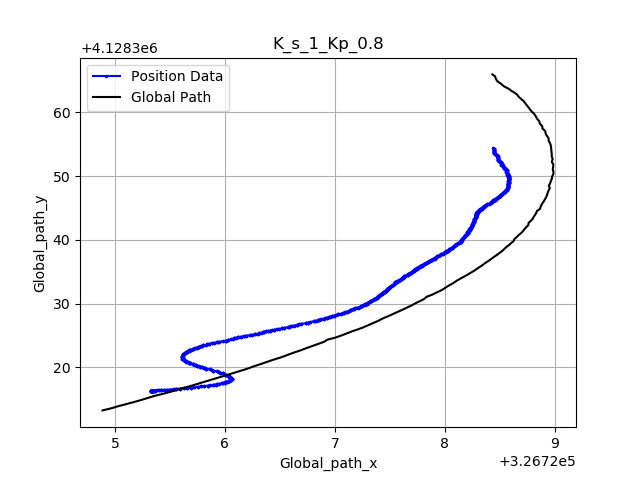 K_s_1_Kp_0.8
+4.1283e6
Position Data
Global Path
60
50
40
30
20
Global_path_y
5 6 7 8 9
Global_path_x
+3.2672e5